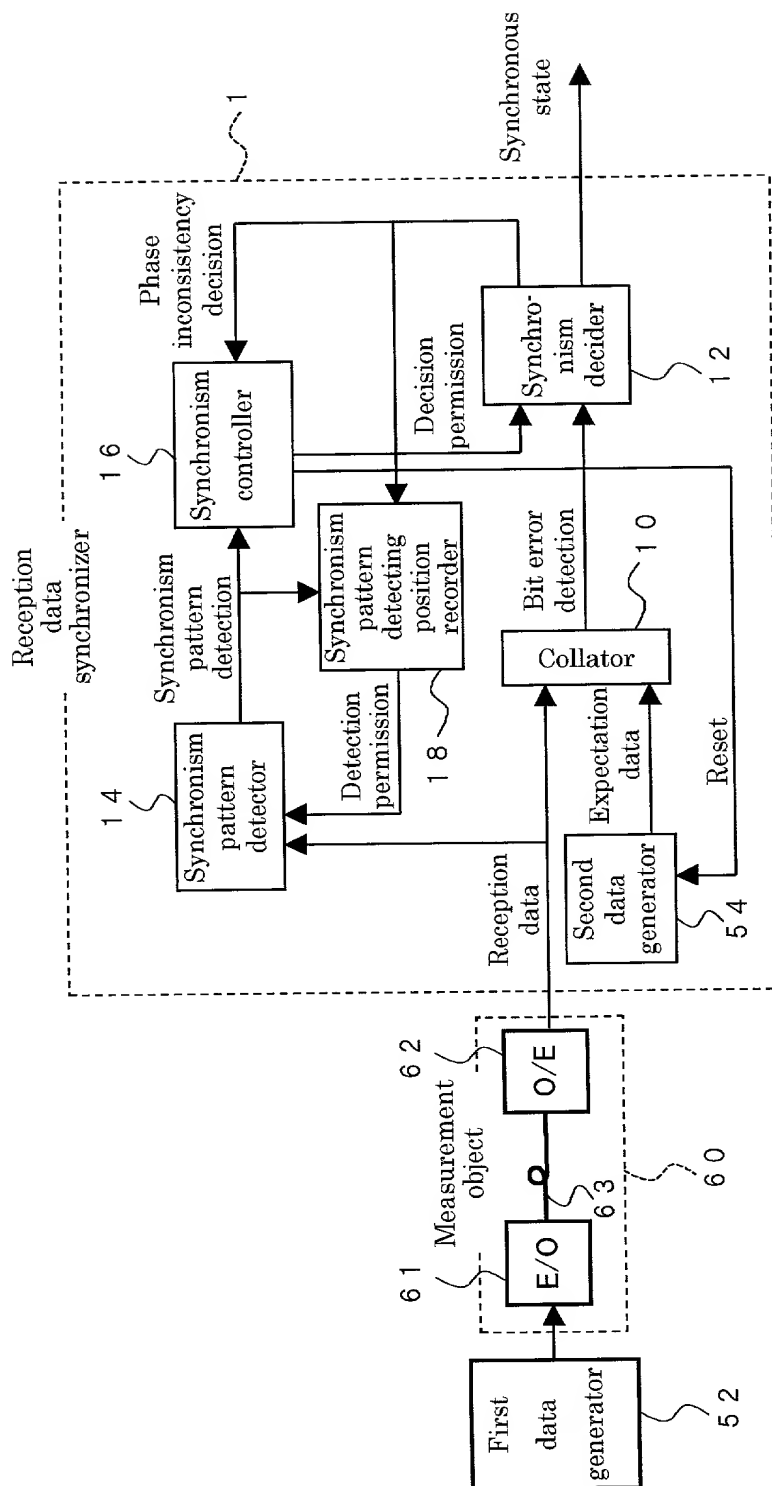 Reception
data
synchronizer
1
Phase
inconsistency
decision
16
Synchronism
controller
Synchronism
pattern
detection
14
Synchronism
pattern
detector
Synchronism
pattern
detecting
position
recorder
18
Detection
permission
Decision
permission
Synchro-
nism
decider
12
Synchronous
state
Bit error
detection
10
Collator
Expectation
data
Reset
Second
data
generator
54
Reception
data
Measurement
object
62
O/E
63
61
E/O
60
First
data
generator
52